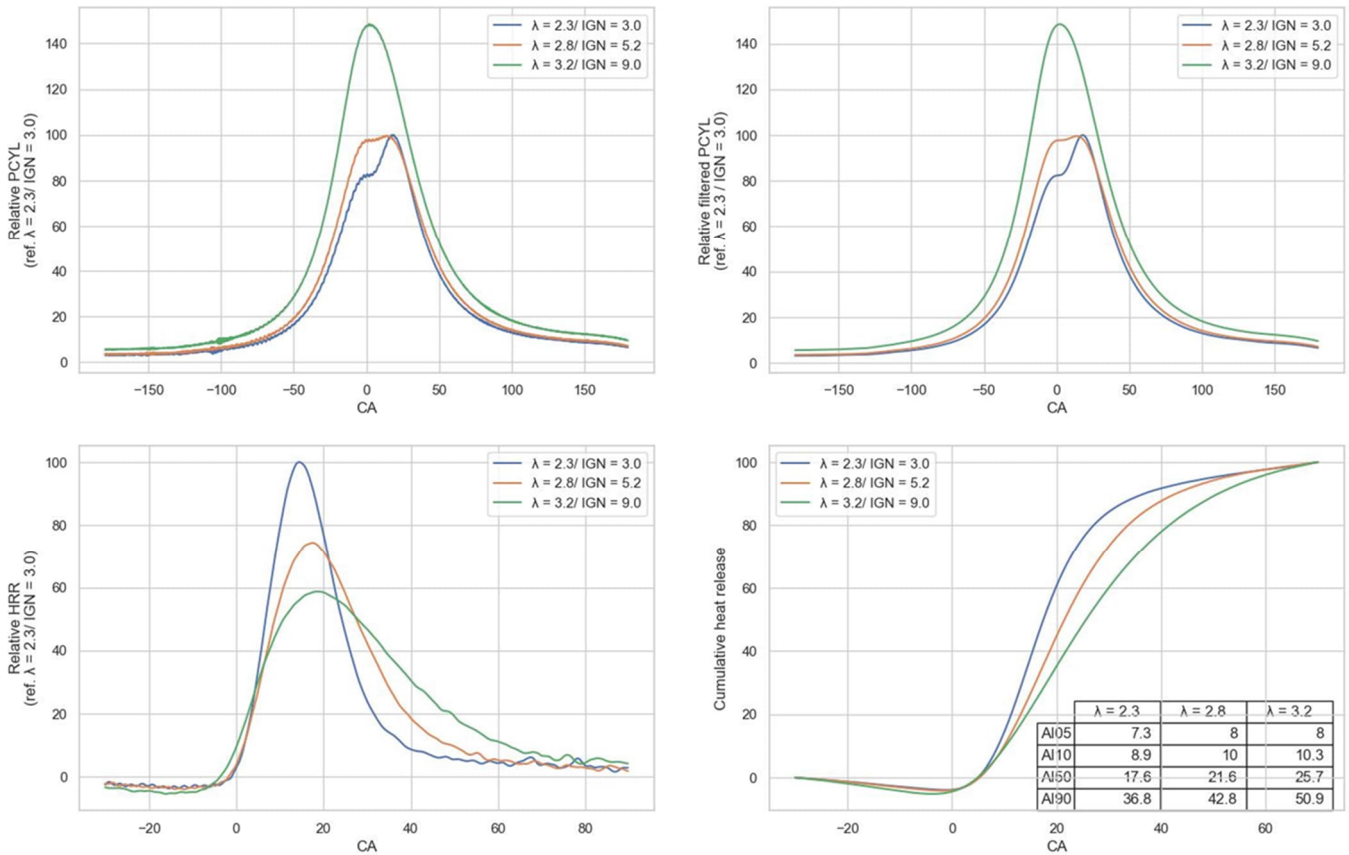 λ = 2.3/ IGN = 3.0
λ = 2.8/ IGN = 5.2
λ = 3.2/ IGN = 9.0
Relative PCYL
(ref. λ = 2.3/ IGN = 3.0)
140
120
100
80
60
40
20
0
−150 −100 −50 0 50 100 150
CA
λ = 2.3/ IGN = 3.0
λ = 2.8/ IGN = 5.2
λ = 3.2/ IGN = 9.0
Relative filtered PCYL
(ref. λ = 2.3 / IGN = 3.0)
140
120
100
80
60
40
20
0
−150 −100 −50 0 50 100 150
CA
λ = 2.3/ IGN = 3.0
λ = 2.8/ IGN = 5.2
λ = 3.2/ IGN = 9.0
Relative HRR
(ref. λ = 2.3/ IGN = 3.0)
100
80
60
40
20
0
−20 0 20 40 60 80
CA
λ = 2.3/ IGN = 3.0
λ = 2.8/ IGN = 5.2
λ = 3.2/ IGN = 9.0
Cumulative heat release
100
80
60
40
20
0
λ = 2.3 λ = 2.8 λ = 3.2
AI05 7.3 8 8
AI10 8.9 10 10.3
AI50 17.6 21.6 25.7
AI90 36.8 42.8 50.9
−20 0 20 40 60
CA